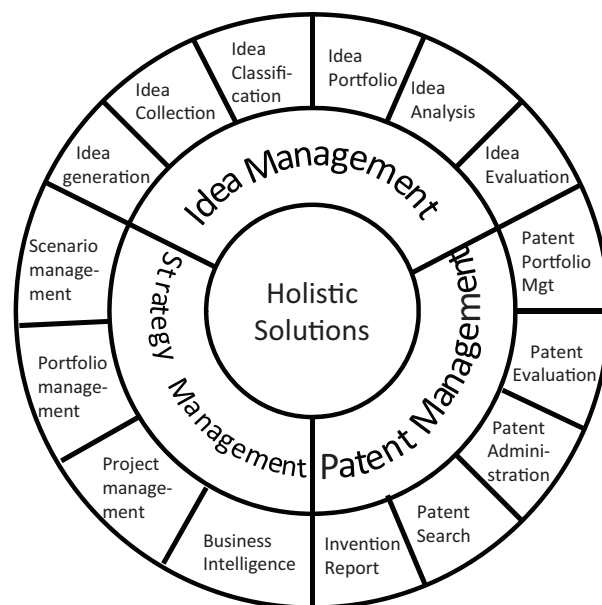 Idea
Portfolio
Idea
Analysis
Idea
Evaluation
Patent
Portfolio
Mgt
Patent
Evaluation
Patent
Admini-
stration
Patent
Search
Invention
Report
Business
Intelligence
Project
manage-
ment
Portfolio
manage-
ment
Scenario
manage-
ment
Idea
generation
Idea
Collection
Idea
Classifi-
cation
Idea Management
Patent Management
Strategy Management
Holistic
Solutions